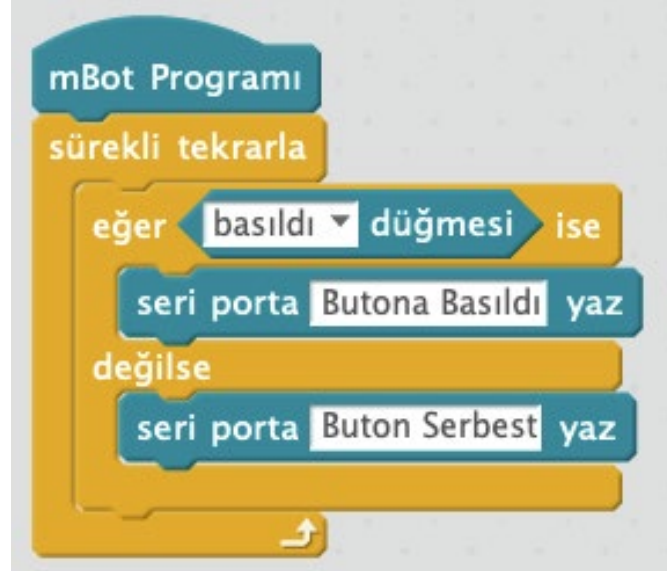 mBot Programı
sürekli tekrarla
eğer basıldı düğmesi ise
seri porta Butona Basıldı yaz
değilse
seri porta Buton Serbest yaz